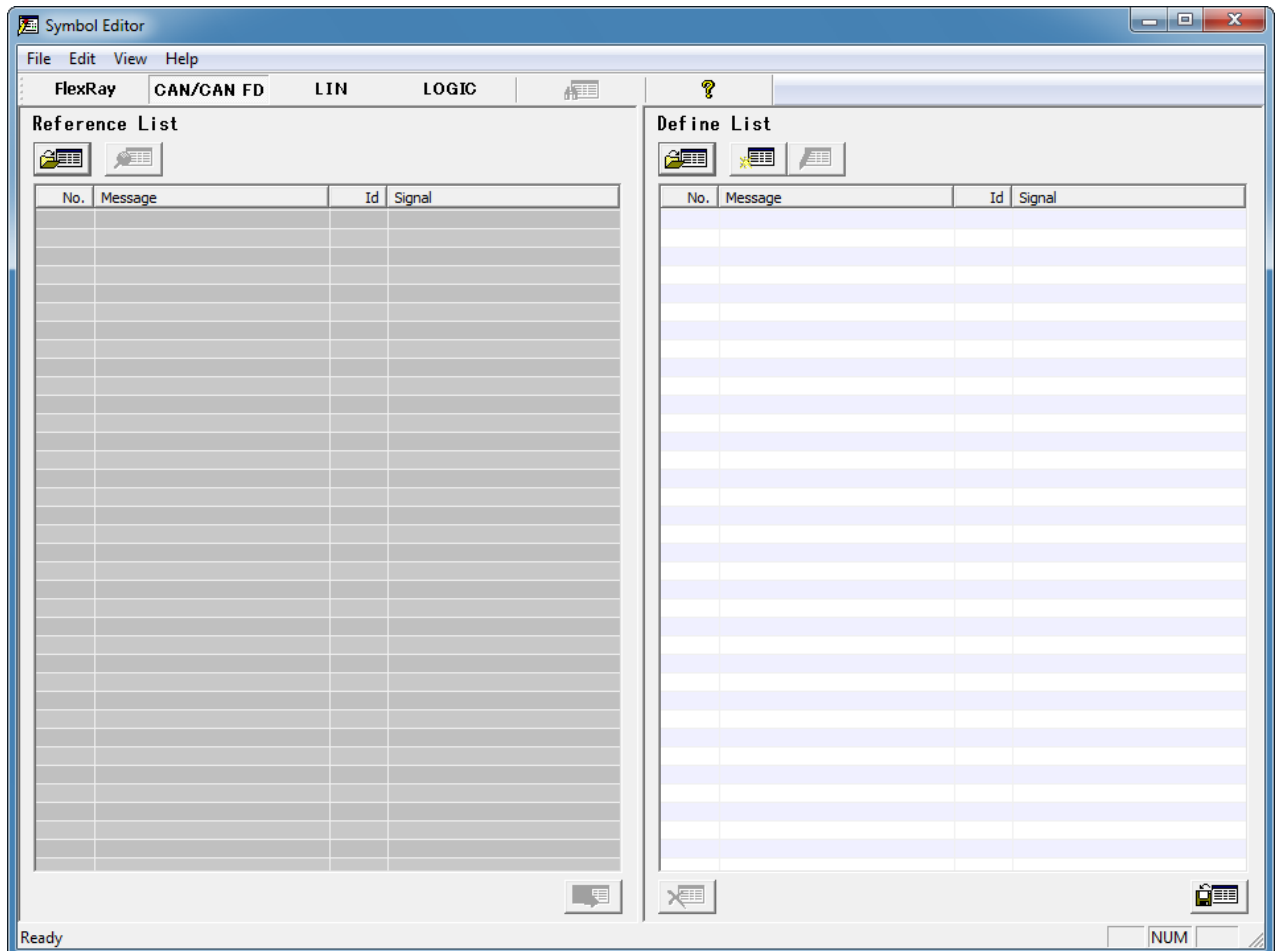 Symbol Editor
File Edit View Help
FlexRay CAN/CAN FD LIN LOGIC ?
Reference List
No. Message Id Signal
Define List
No. Message Id Signal
Ready NUM